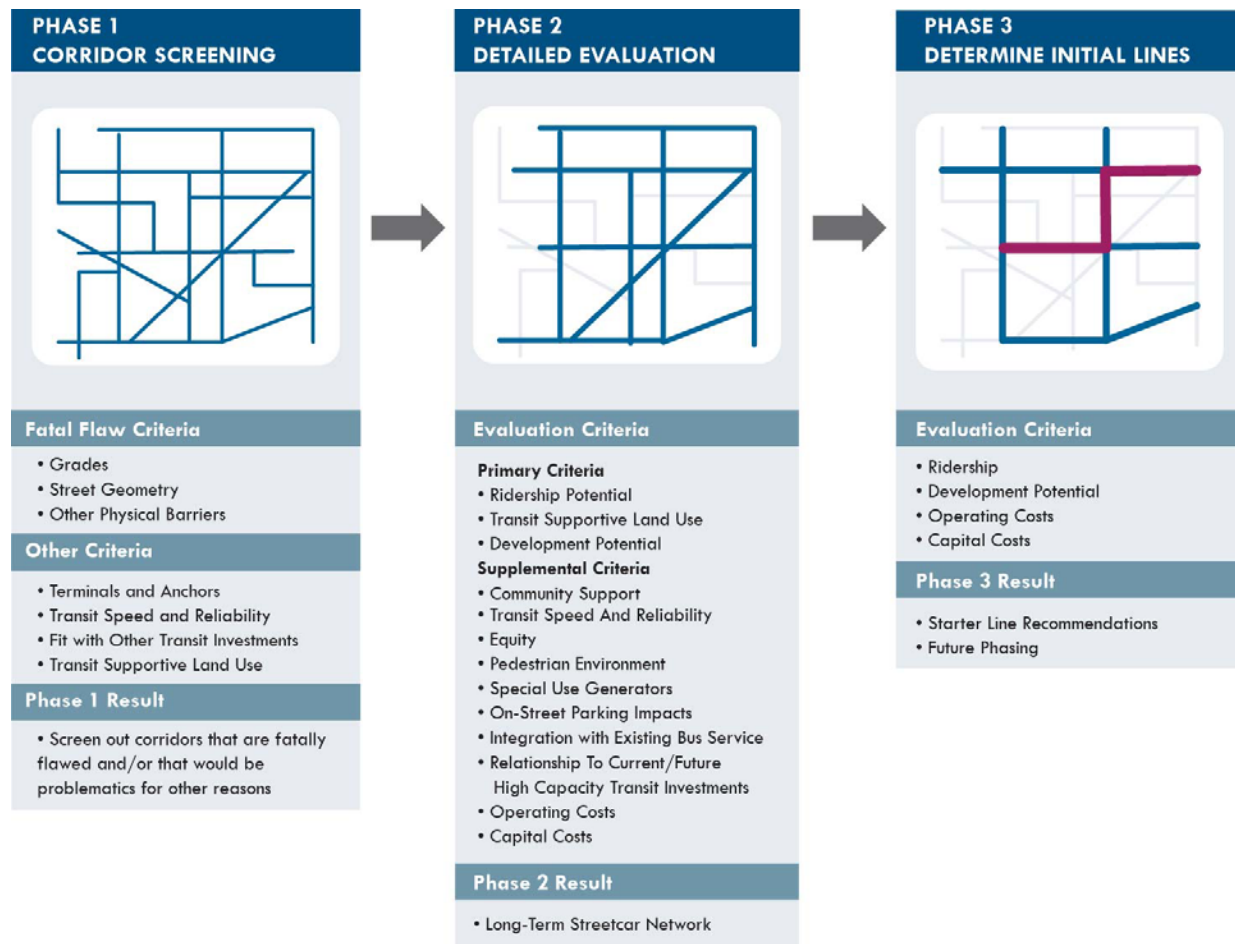 PHASE 1
CORRIDOR SCREENING
Fatal Flaw Criteria
• Grades
• Street Geometry
• Other Physical Barriers
Other Criteria
• Terminals and Anchors
• Transit Speed and Reliability
• Fit with Other Transit Investments
• Transit Supportive Land Use
Phase 1 Result
• Screen out corridors that are fatally
flawed and/or that would be
problematics for other reasons
PHASE 2
DETAILED EVALUATION
Evaluation Criteria
Primary Criteria
• Ridership Potential
• Transit Supportive Land Use
• Development Potential
Supplemental Criteria
• Community Support
• Transit Speed And Reliability
• Equity
• Pedestrian Environment
• Special Use Generators
• On-Street Parking Impacts
• Integration with Existing Bus Service
• Relationship To Current/Future
High Capacity Transit Investments
• Operating Costs
• Capital Costs
Phase 2 Result
• Long-Term Streetcar Network
PHASE 3
DETERMINE INITIAL LINES
Evaluation Criteria
• Ridership
• Development Potential
• Operating Costs
• Capital Costs
Phase 3 Result
• Starter Line Recommendations
• Future Phasing